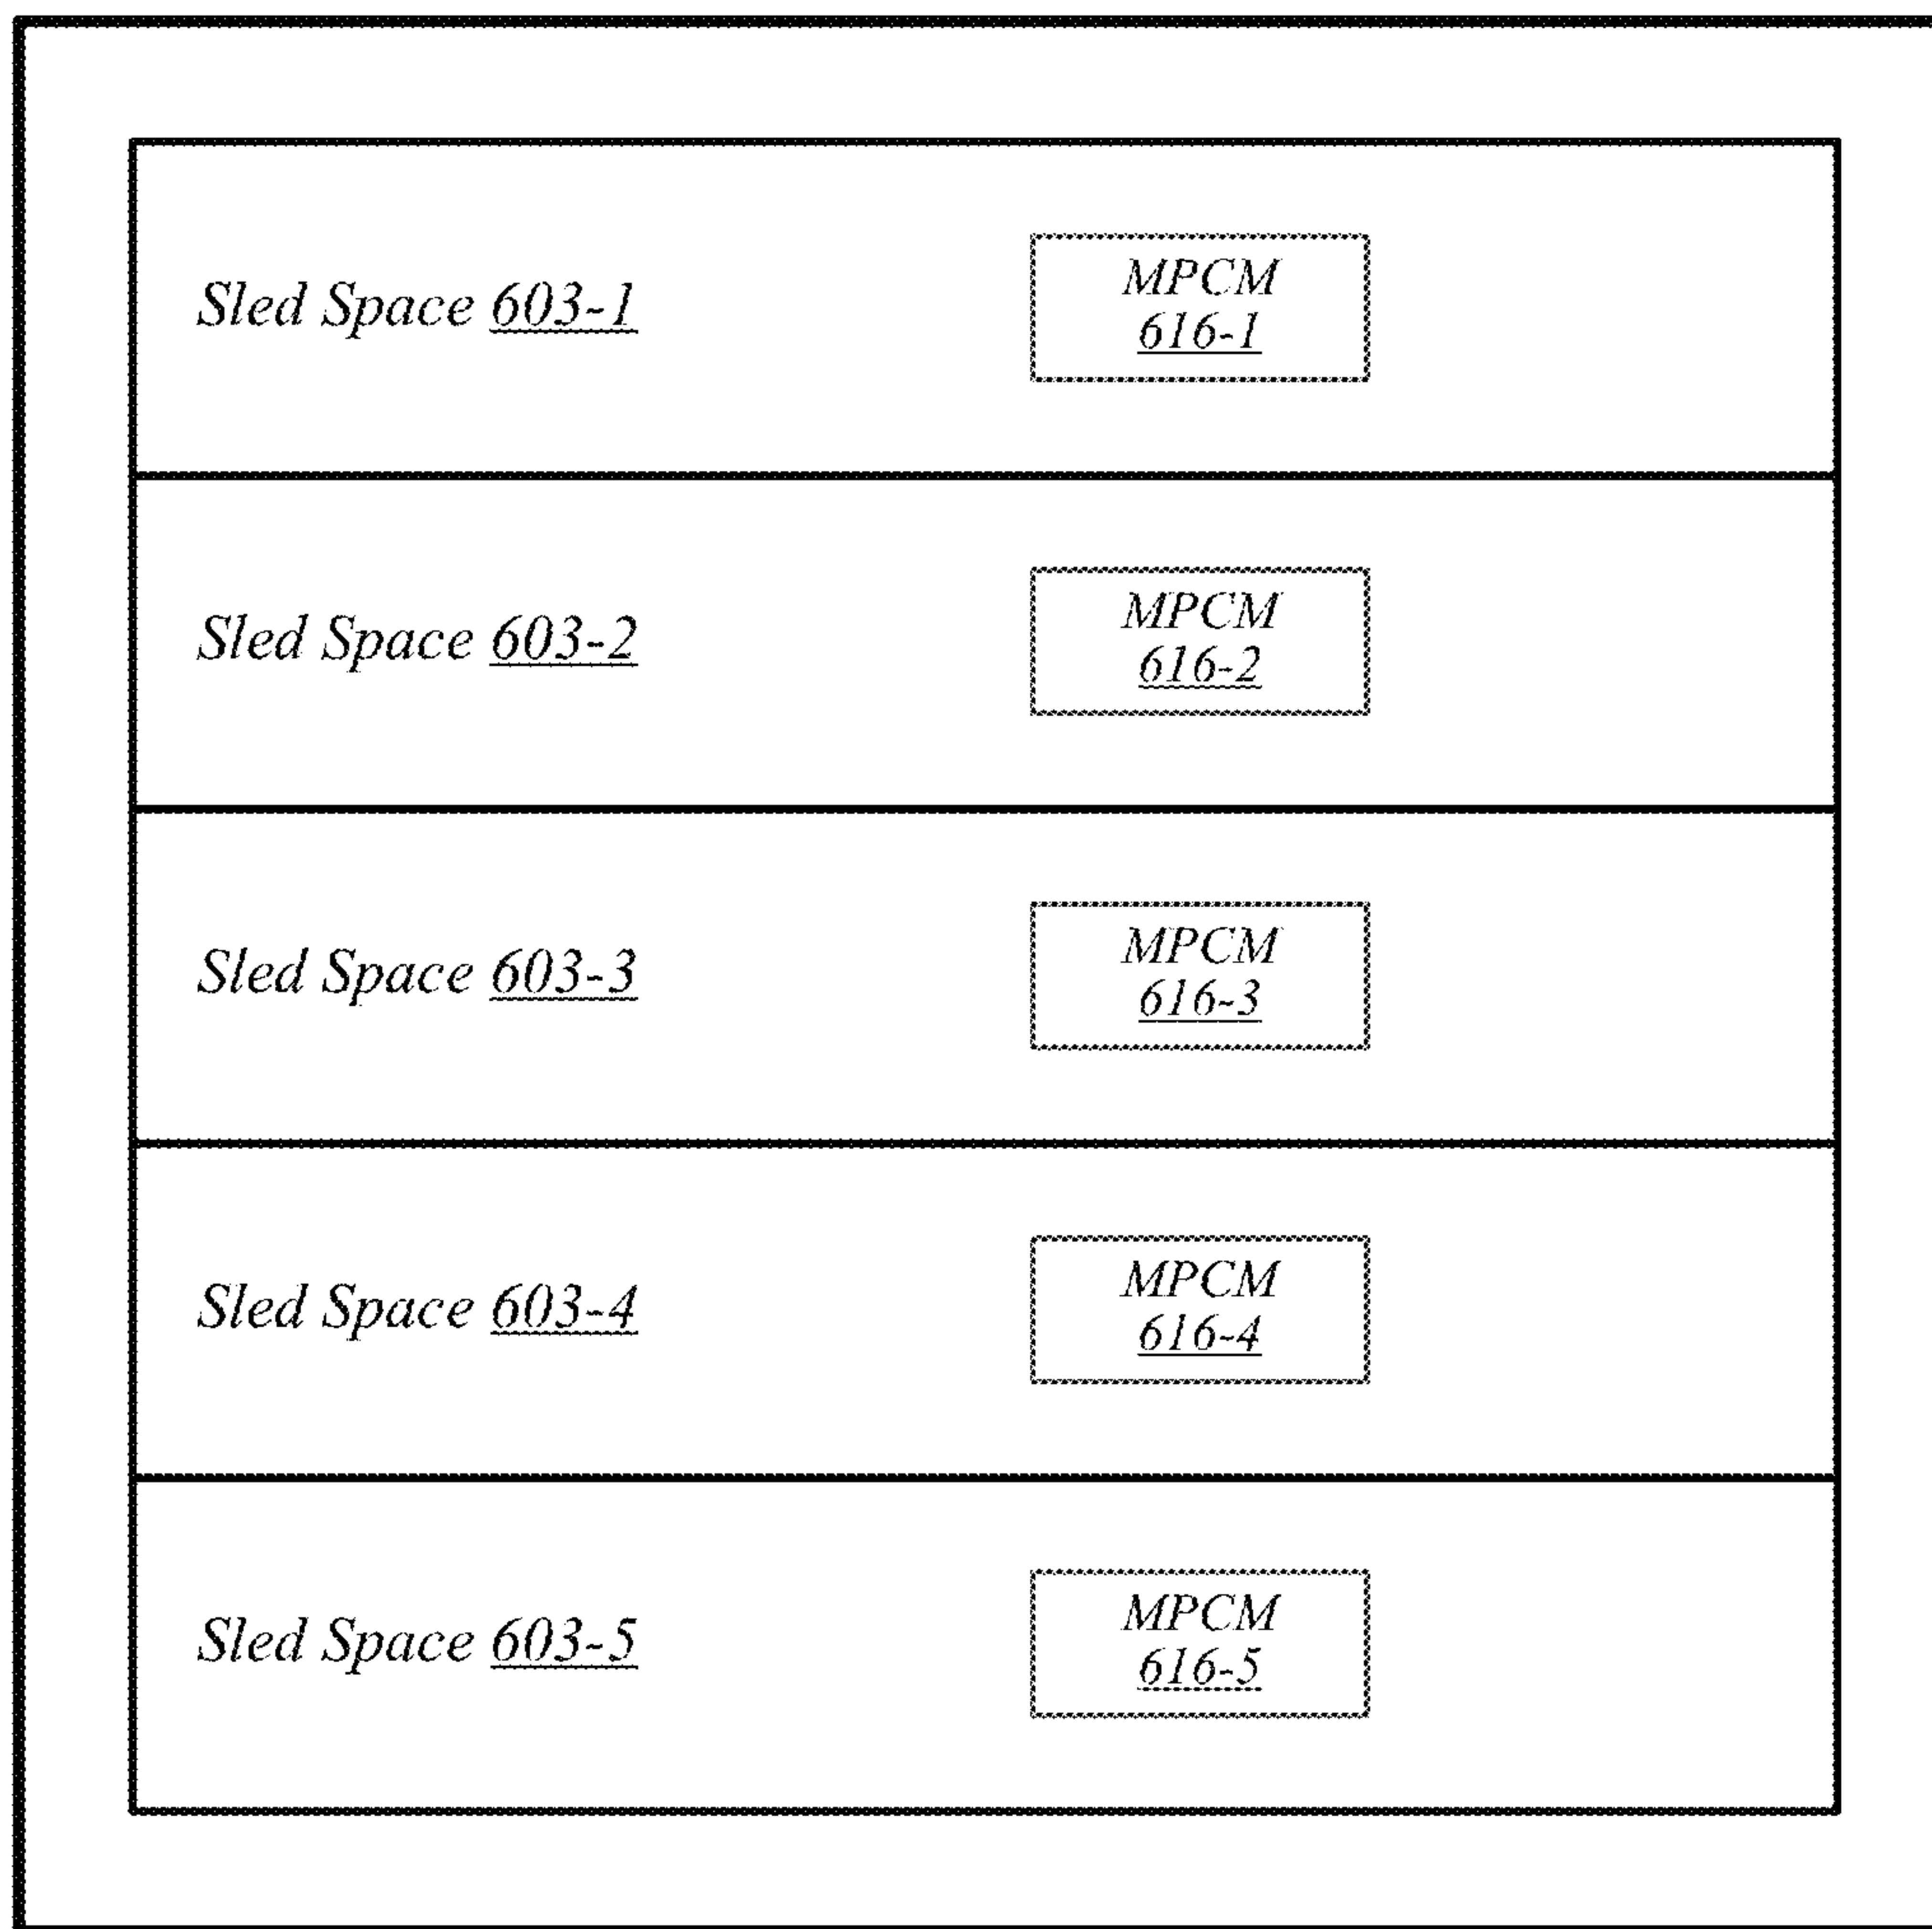 Sled Space 603-1
MPCM
616-1
Sled Space 603-2
MPCM
616-2
Sled Space 603-3
MPCM
616-3
Sled Space 603-4
MPCM
616-4
Sled Space 603-5
MPCM
616-5